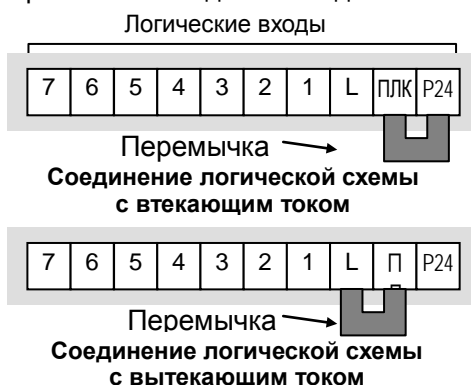 Логические входы
7 6 5 4 3 2 1 L ПЛК P24
Перемычка
Соединение логической схемы
с втекающим током
7 6 5 4 3 2 1 L П P24
Перемычка
Соединение логической схемы
с вытекающим током